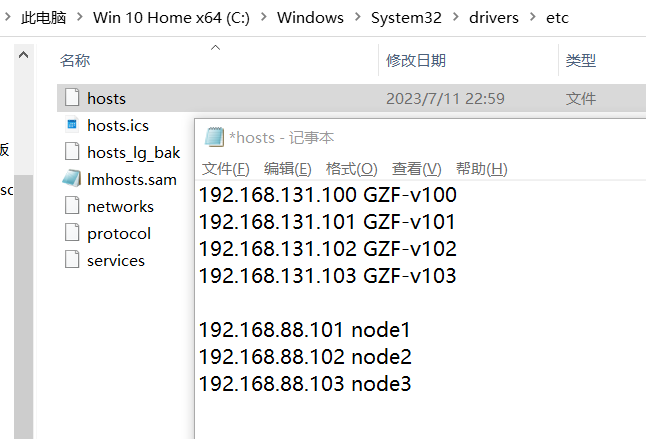 此电脑 > Win 10 Home x64 (C:) > Windows > System32 > drivers > etc
名称 修改日期 类型
hosts 2023/7/11 22:59 文件
hosts.ics
hosts_lg_bak
lmhosts.sam
networks
protocol
services
*hosts - 记事本
文件(F) 编辑(E) 格式(O) 查看(V) 帮助(H)
192.168.131.100 GZF-v100
192.168.131.101 GZF-v101
192.168.131.102 GZF-v102
192.168.131.103 GZF-v103
192.168.88.101 node1
192.168.88.102 node2
192.168.88.103 node3